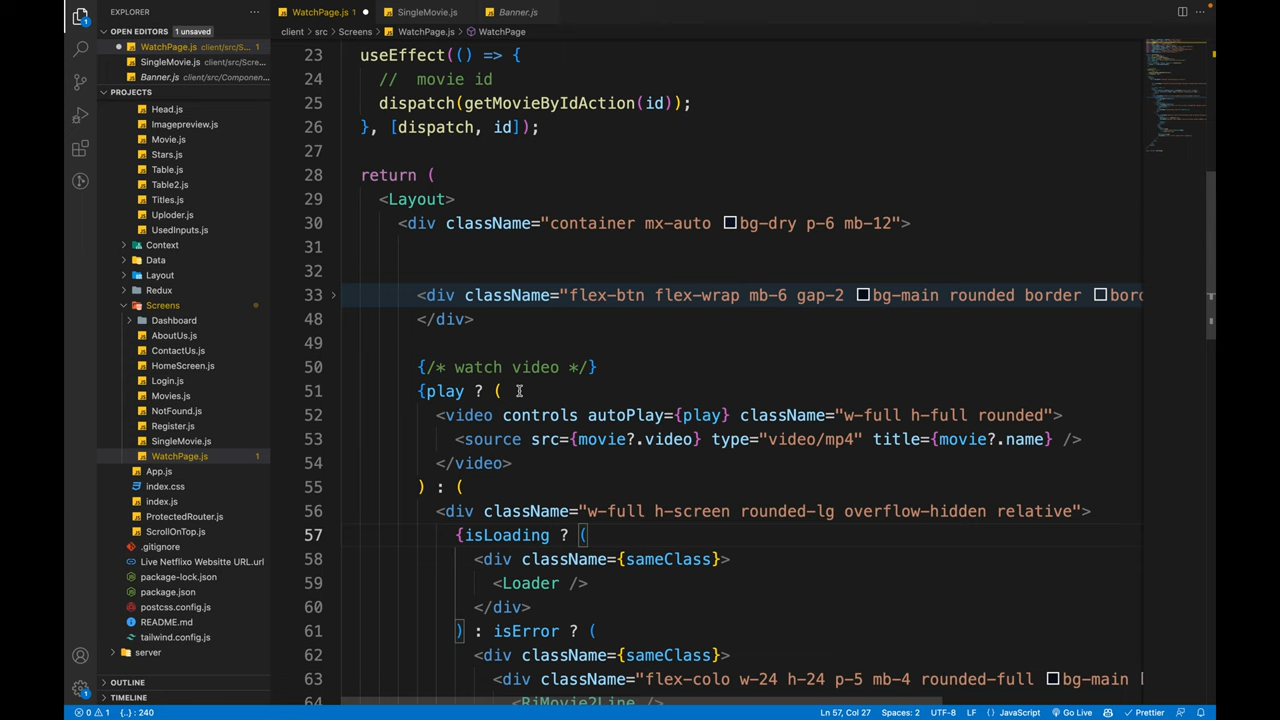 EXPLORER
OPEN EDITORS 1 unsaved
WatchPage.js client/src/S... 1
SingleMovie.js client/src/Scre...
Banner.js client/src/Componen...
PROJECTS
Head.js
Imagepreview.js
Movie.js
Stars.js
Table.js
Table2.js
Titles.js
Uploder.js
UsedInputs.js
Context
Data
Layout
Redux
Screens
Dashboard
AboutUs.js
ContactUs.js
HomeScreen.js
Login.js
Movies.js
NotFound.js
Register.js
SingleMovie.js
WatchPage.js 1
App.js
index.css
index.js
ProtectedRouter.js
ScrollOnTop.js
.gitignore
Live Netflixo Websitte URL.url
package-lock.json
package.json
postcss.config.js
README.md
tailwind.config.js
server
OUTLINE
TIMELINE
WatchPage.js 1
SingleMovie.js
Banner.js
client > src > Screens > WatchPage.js > WatchPage
23 useEffect(() => {
24 // movie id
25 dispatch(getMovieByIdAction(id));
26 }, [dispatch, id]);
27
28 return (
29 <Layout>
30 <div className="container mx-auto bg-dry p-6 mb-12">
31
32
33 <div className="flex-btn flex-wrap mb-6 gap-2 bg-main rounded border bord
48 </div>
49
50 {/* watch video */}
51 {play ? (
52 <video controls autoPlay={play} className="w-full h-full rounded">
53 <source src={movie?.video} type="video/mp4" title={movie?.name} />
54 </video>
55 ) : (
56 <div className="w-full h-screen rounded-lg overflow-hidden relative">
57 {isLoading ? (
58 <div className={sameClass}>
59 <Loader />
60 </div>
61 ) : isError ? (
62 <div className={sameClass}>
63 <div className="flex-colo w-24 h-24 p-5 mb-4 rounded-full bg-main
64 <RiMovie2Line />
0 1 {..}: 240
Ln 57, Col 27 Spaces: 2 UTF-8 LF {} JavaScript Go Live Prettier